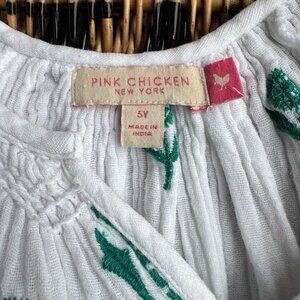 PINK CHICKEN
NEW YORK
5Y
MADE IN
INDIA